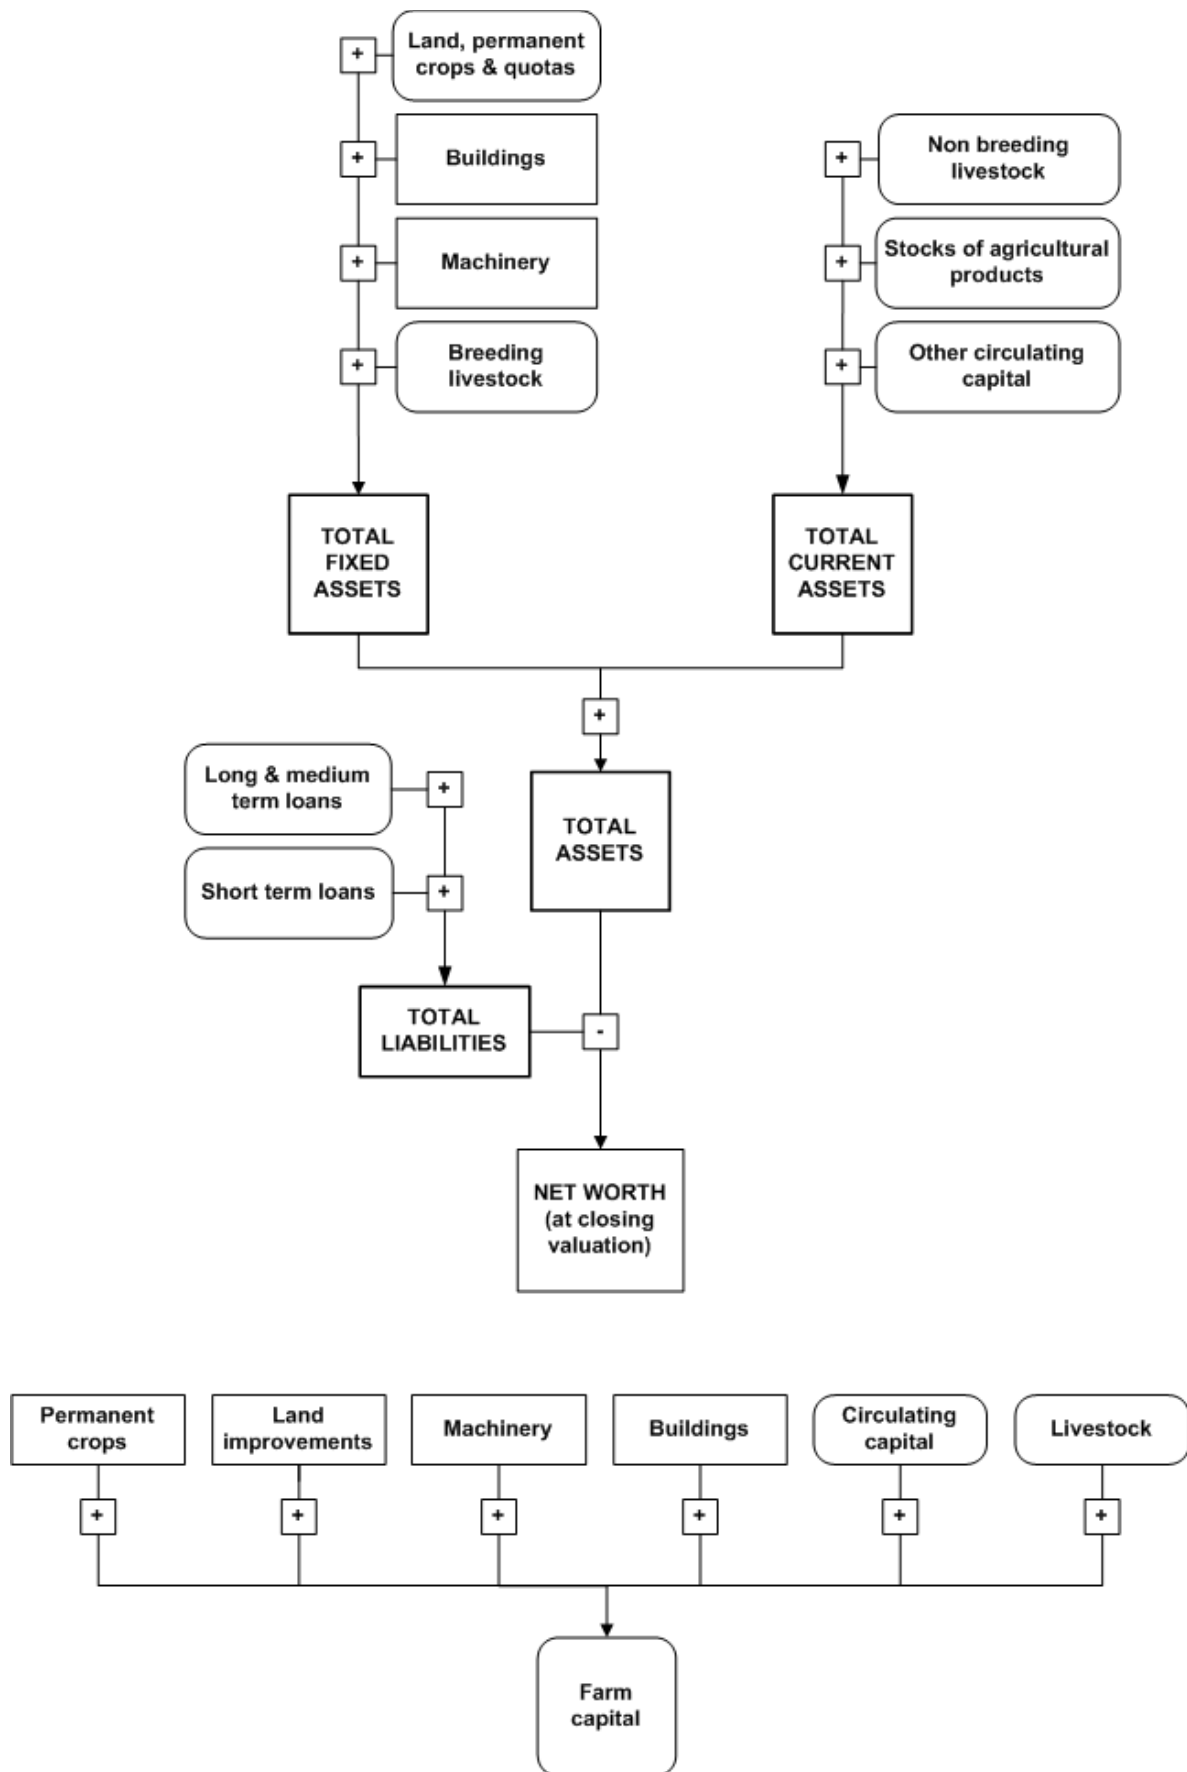 +
Land, permanent
crops & quotas
+
Buildings
+
Machinery
+
Breeding
livestock
+
Non breeding
livestock
+
Stocks of agricultural
products
+
Other circulating
capital
TOTAL
FIXED
ASSETS
TOTAL
CURRENT
ASSETS
+
Long & medium
term loans
+
Short term loans
+
TOTAL
ASSETS
TOTAL
LIABILITIES
-
NET WORTH
(at closing
valuation)
Permanent
crops
Land
improvements
Machinery
Buildings
Circulating
capital
Livestock
+
+
+
+
+
+
Farm
capital